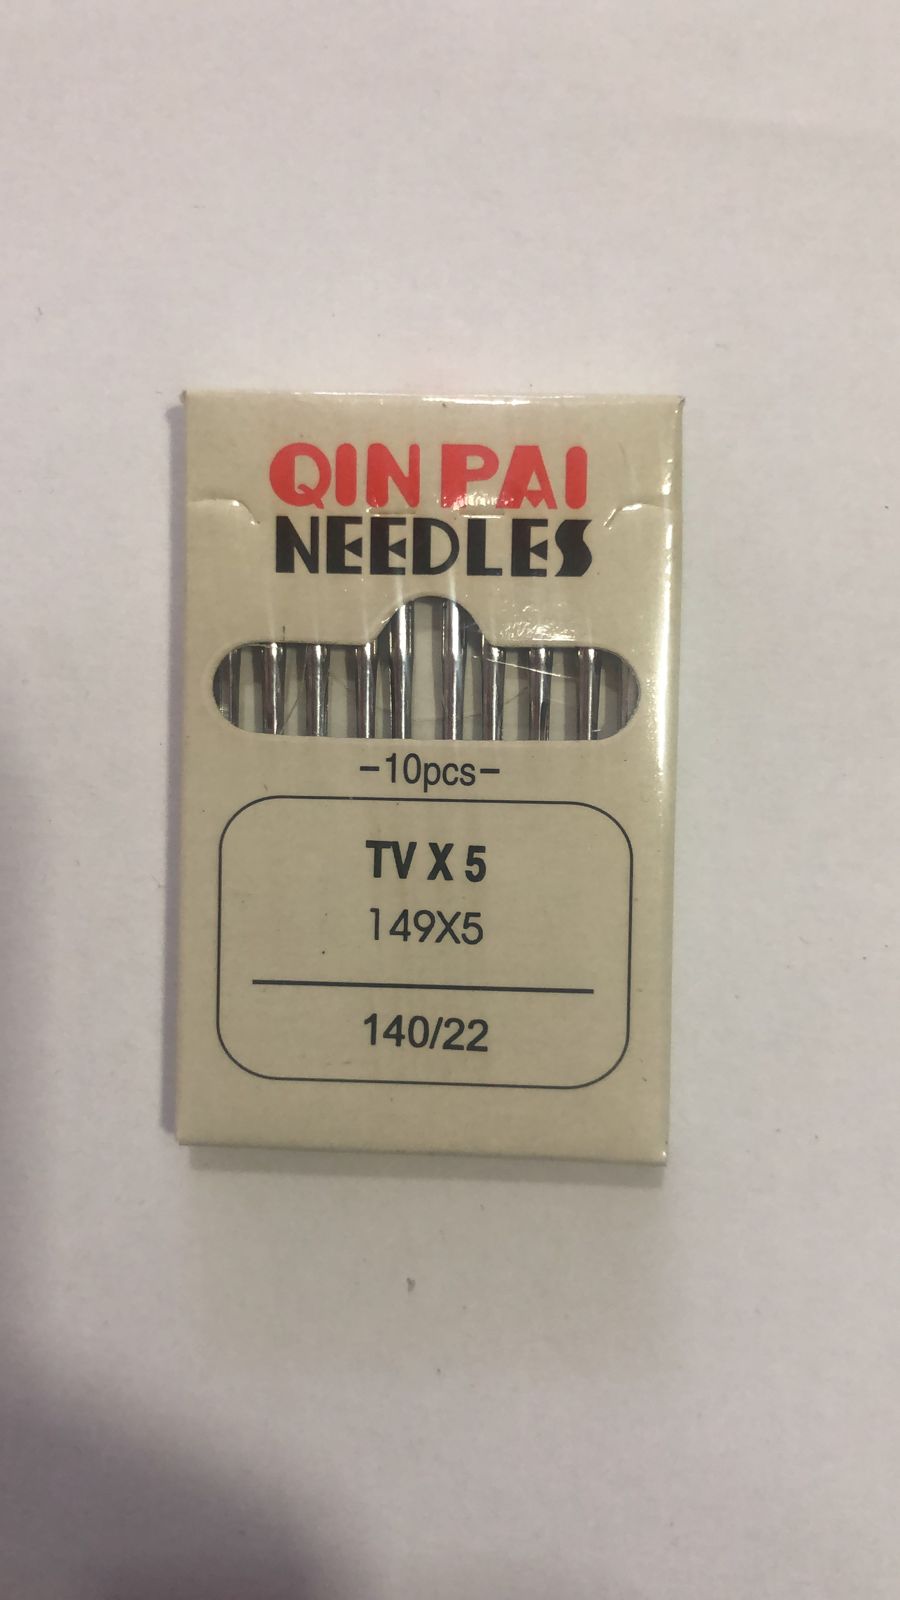 QIN PAI
NEEDLES
-10pcs-
TV X 5
149X5
140/22